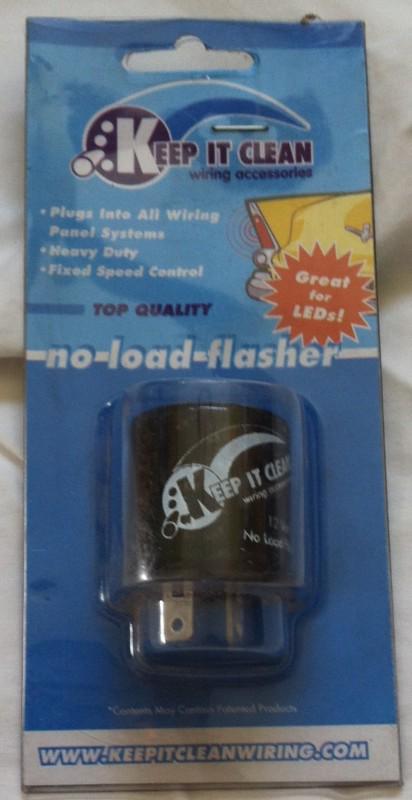 KEEP IT CLEAN
wiring accessories
• Plugs Into All Wiring
Panel Systems
• Heavy Duty
• Fixed Speed Control
Great
for
LEDs!
TOP QUALITY
no-load-flasher
KEEP IT CLEAN
wiring
12
No Load
*Contents May Contain Patented Products
WWW.KEEPITCLEANWIRING.COM